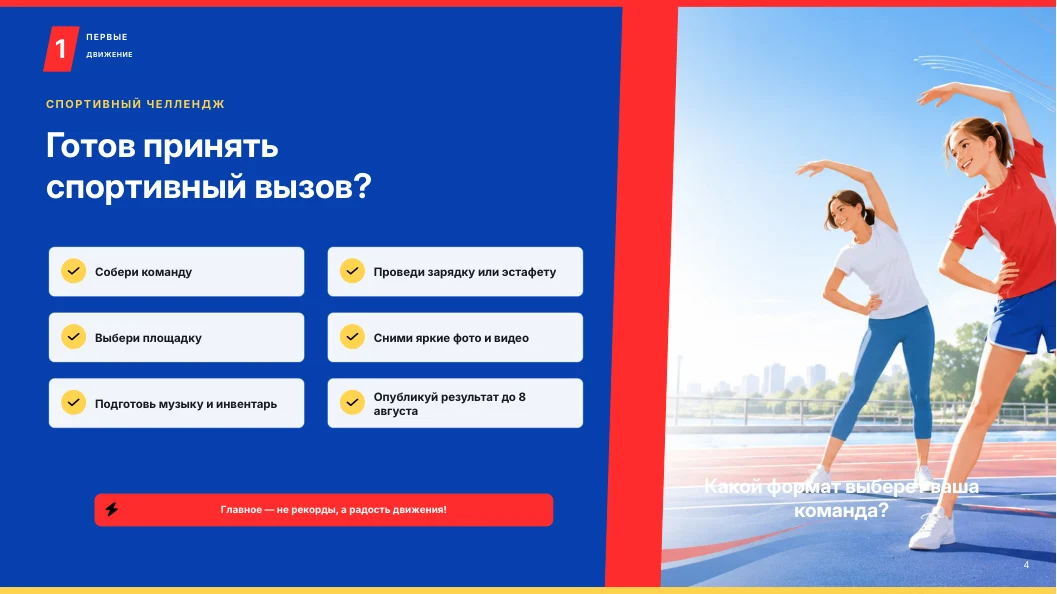 1
ПЕРВЫЕ
ДВИЖЕНИЕ
СПОРТИВНЫЙ ЧЕЛЛЕНДЖ
Готов принять
спортивный вызов?
Собери команду
Проведи зарядку или эстафету
Выбери площадку
Сними яркие фото и видео
Подготовь музыку и инвентарь
Опубликуй результат до 8
августа
Главное — не рекорды, а радость движения!
Какой формат выберет ваша
команда?
4